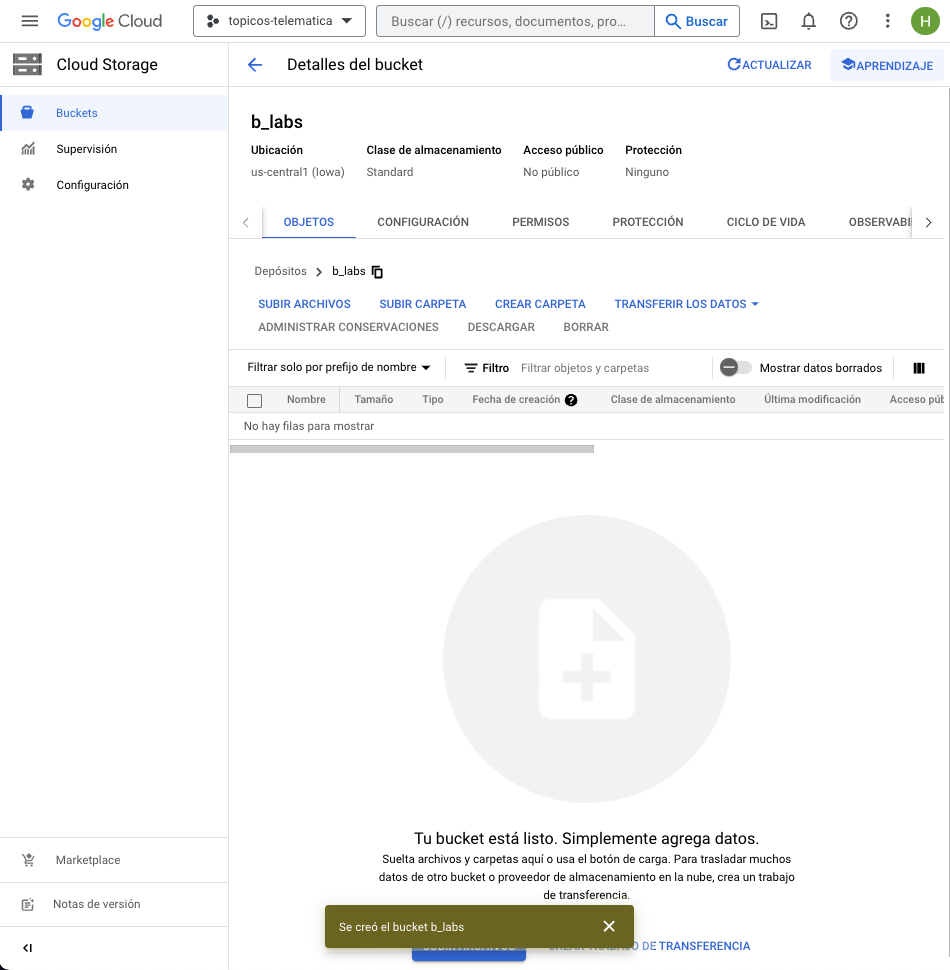 Google Cloud
topicos-telematica
Buscar (/) recursos, documentos, pro...
Buscar
H
Cloud Storage
Detalles del bucket
ACTUALIZAR
APRENDIZAJE
Buckets
Supervisión
Configuración
b_labs
Ubicación
Clase de almacenamiento
Acceso público
Protección
us-central1 (Iowa)
Standard
No público
Ninguno
OBJETOS
CONFIGURACIÓN
PERMISOS
PROTECCIÓN
CICLO DE VIDA
OBSERVABI
Depósitos
b_labs
SUBIR ARCHIVOS
SUBIR CARPETA
CREAR CARPETA
TRANSFERIR LOS DATOS
ADMINISTRAR CONSERVACIONES
DESCARGAR
BORRAR
Filtrar solo por prefijo de nombre
Filtro
Filtrar objetos y carpetas
Mostrar datos borrados
Nombre
Tamaño
Tipo
Fecha de creación
Clase de almacenamiento
Última modificación
Acceso púb
No hay filas para mostrar
Tu bucket está listo. Simplemente agrega datos.
Suelta archivos y carpetas aquí o usa el botón de carga. Para trasladar muchos
datos de otro bucket o proveedor de almacenamiento en la nube, crea un trabajo
de transferencia.
Se creó el bucket b_labs
SUBIR ARCHIVOS
CREAR TRABAJO DE TRANSFERENCIA
Marketplace
Notas de versión